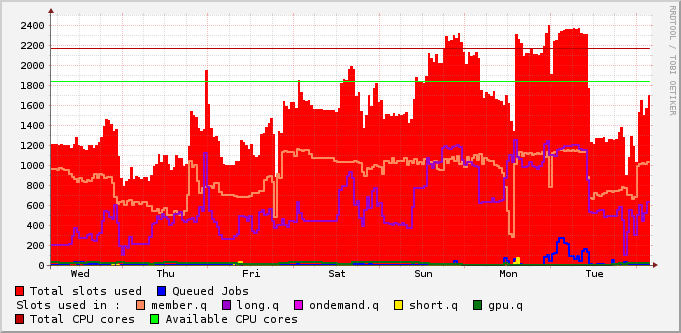 RRDTOOL / TOBI OETIKER
2400
2200
2000
1800
1600
1400
1200
1000
800
600
400
200
0
Wed Thu Fri Sat Sun Mon Tue
Total slots used Queued Jobs
Slots used in : member.q long.q ondemand.q short.q gpu.q
Total CPU cores Available CPU cores